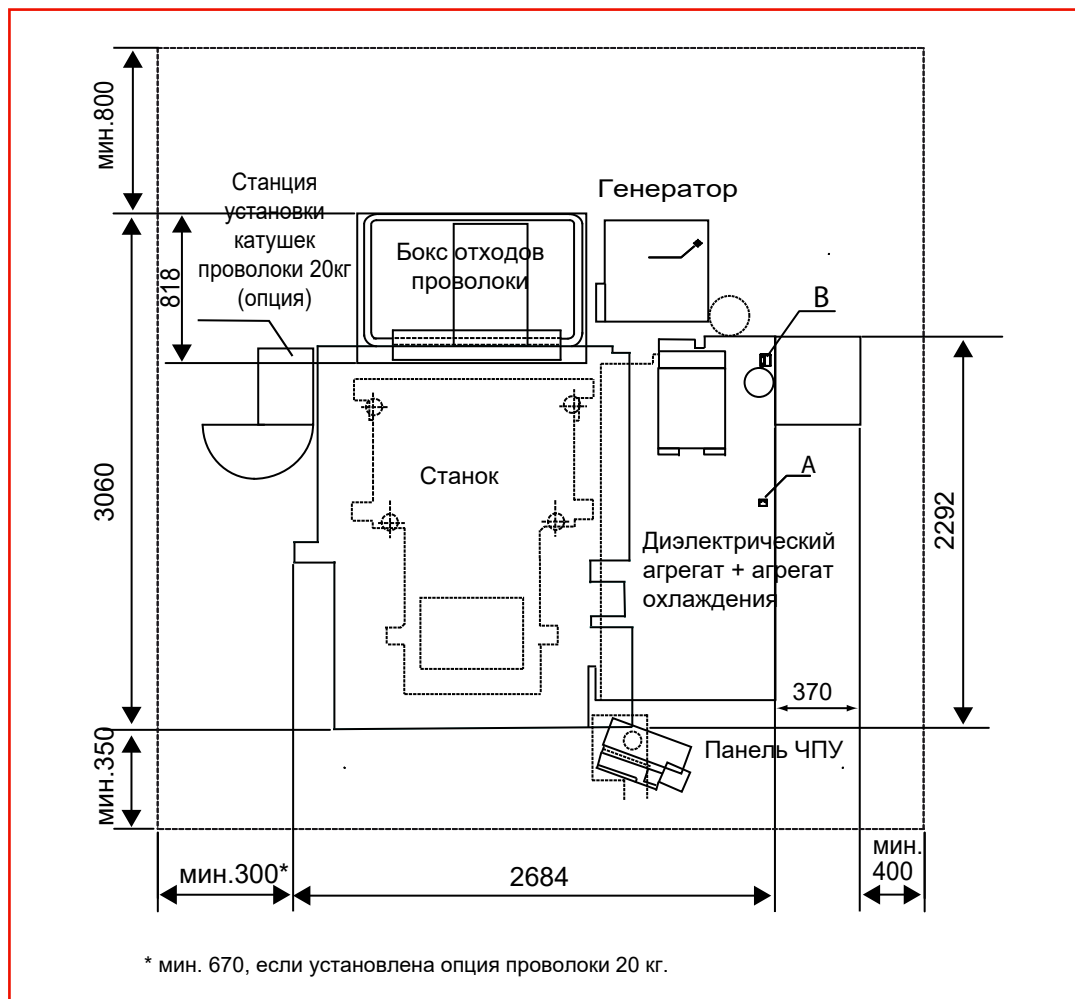 мин.800
Станция
установки
катушек
проволоки 20кг
(опция)
818
Бокс отходов
проволоки
Генератор
B
3060
Станок
A
2292
Диэлектрический
агрегат + агрегат
охлаждения
370
Панель ЧПУ
мин.350
мин.300*
2684
мин.
400
* мин. 670, если установлена опция проволоки 20 кг.